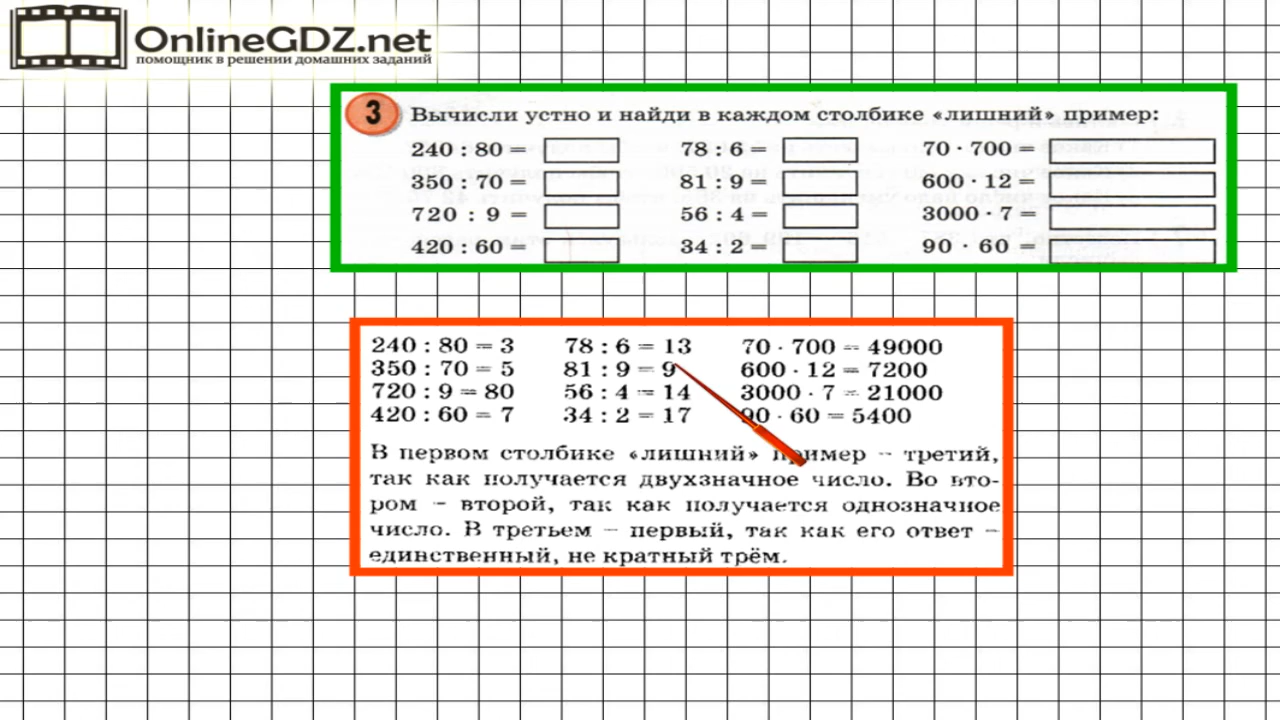 OnlineGDZ.net
помощник в решении домашних заданий
3 Вычисли устно и найди в каждом столбике «лишний» пример:
240 : 80 = 78 : 6 = 70 · 700 =
350 : 70 = 81 : 9 = 600 · 12 =
720 : 9 = 56 : 4 = 3000 · 7 =
420 : 60 = 34 : 2 = 90 · 60 =
240 : 80 = 3 78 : 6 = 13 70 · 700 = 49000
350 : 70 = 5 81 : 9 = 9 600 · 12 = 7200
720 : 9 = 80 56 : 4 = 14 3000 · 7 = 21000
420 : 60 = 7 34 : 2 = 17 90 · 60 = 5400
В первом столбике «лишний» пример – третий,
так как получается двухзначное число. Во вто-
ром – второй, так как получается однозначное
число. В третьем – первый, так как его ответ –
единственный, не кратный трём.